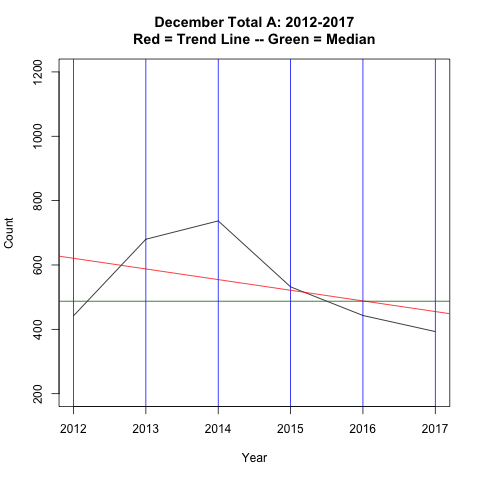 December Total A: 2012-2017
Red = Trend Line -- Green = Median
Count
1200
1000
800
600
400
200
2012 2013 2014 2015 2016 2017
Year